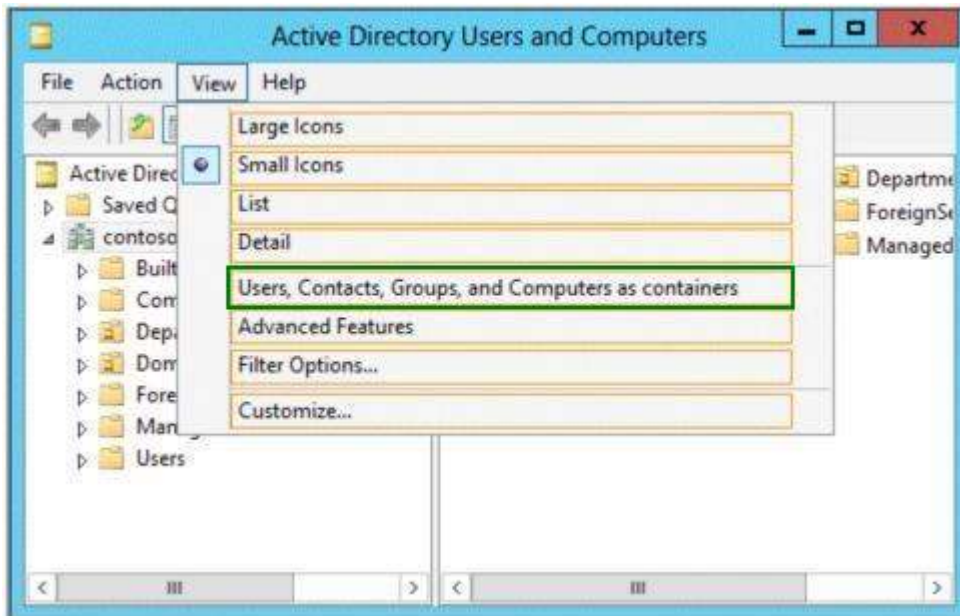 Active Directory Users and Computers
File Action View Help
Large Icons
Small Icons
List
Detail
Users, Contacts, Groups, and Computers as containers
Advanced Features
Filter Options...
Customize...
Active Direc
Saved Q
contoso
Built
Com
Depa
Dom
Fore
Man
Users
Departme
ForeignSe
Managed